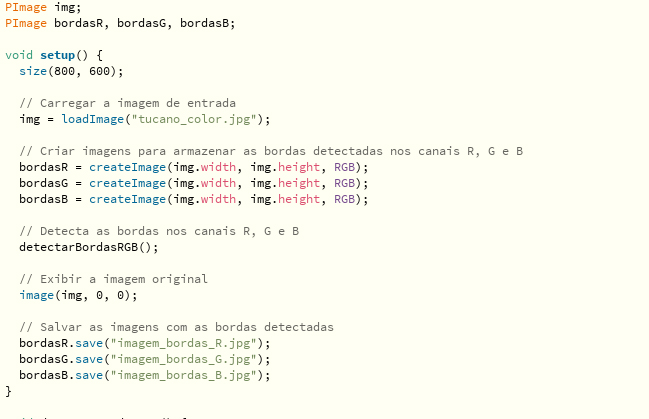 PImage img;
PImage bordasR, bordasG, bordasB;
void setup() {
size(800, 600);
// Carregar a imagem de entrada
img = loadImage("tucano_color.jpg");
// Criar imagens para armazenar as bordas detectadas nos canais R, G e B
bordasR = createImage(img.width, img.height, RGB);
bordasG = createImage(img.width, img.height, RGB);
bordasB = createImage(img.width, img.height, RGB);
// Detecta as bordas nos canais R, G e B
detectarBordasRGB();
// Exibir a imagem original
image(img, 0, 0);
// Salvar as imagens com as bordas detectadas
bordasR.save("imagem_bordas_R.jpg");
bordasG.save("imagem_bordas_G.jpg");
bordasB.save("imagem_bordas_B.jpg");
}